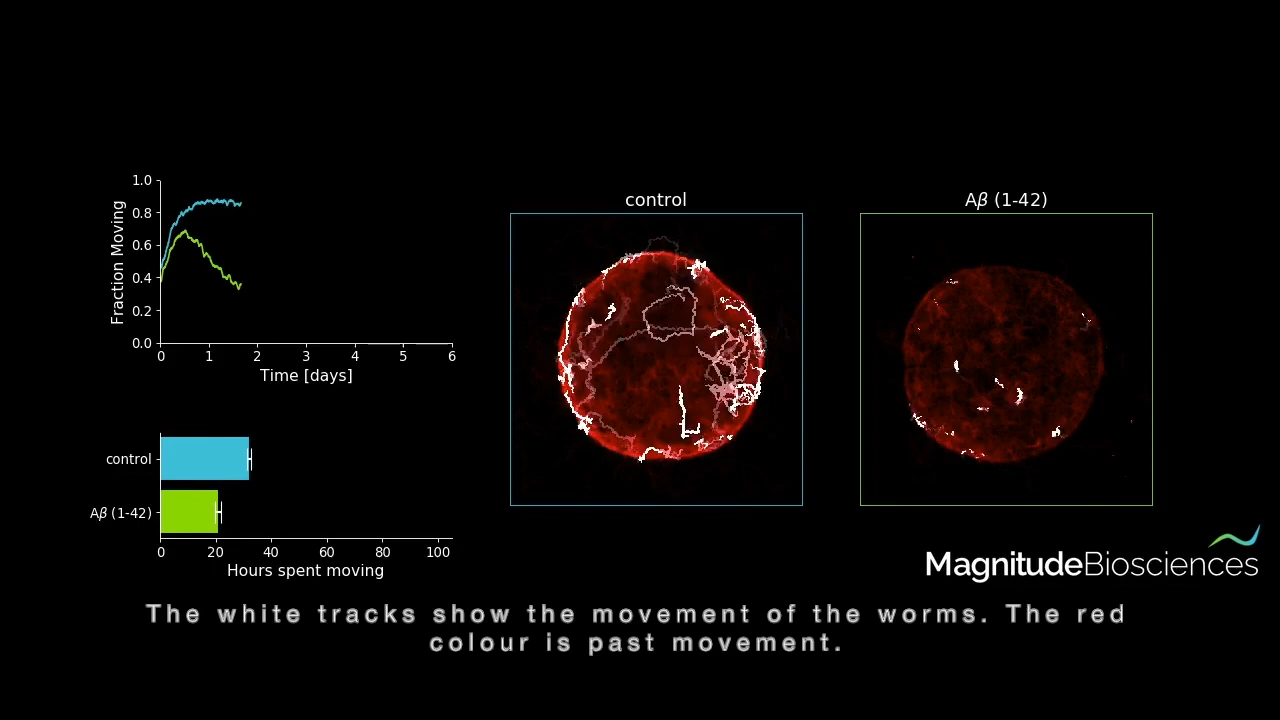 1.0
0.8
0.6
0.4
0.2
0.0
Fraction Moving
0 1 2 3 4 5 6
Time [days]
control
Aβ (1-42)
0 20 40 60 80 100
Hours spent moving
control
Aβ (1-42)
MagnitudeBiosciences
The white tracks show the movement of the worms. The red
colour is past movement.